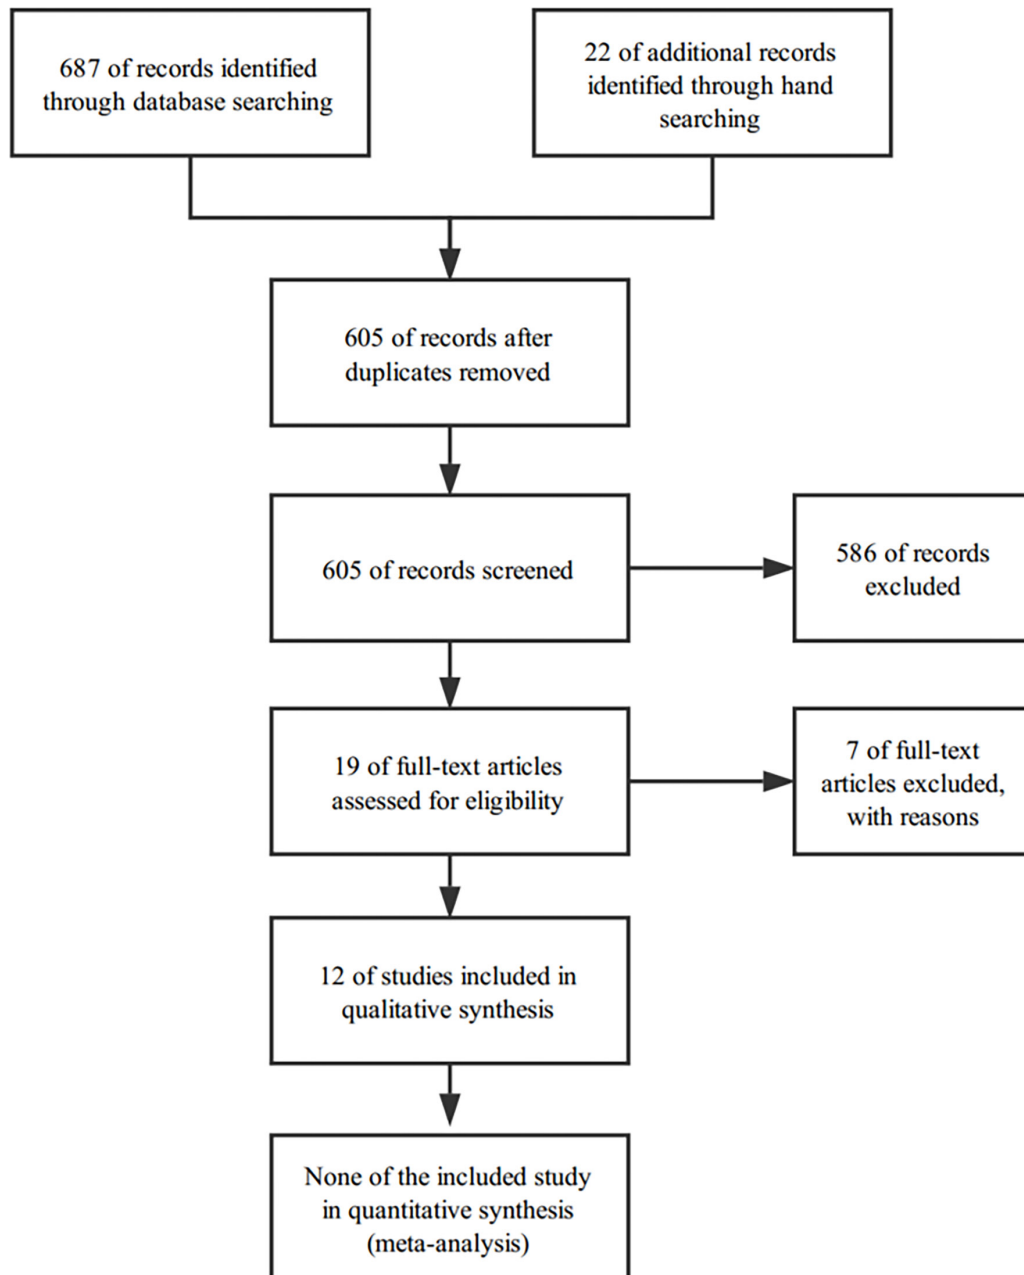 687 of records identified
through database searching
22 of additional records
identified through hand
searching
605 of records after
duplicates removed
605 of records screened
586 of records
excluded
19 of full-text articles
assessed for eligibility
7 of full-text
articles excluded,
with reasons
12 of studies included in
qualitative synthesis
None of the included study
in quantitative synthesis
(meta-analysis)